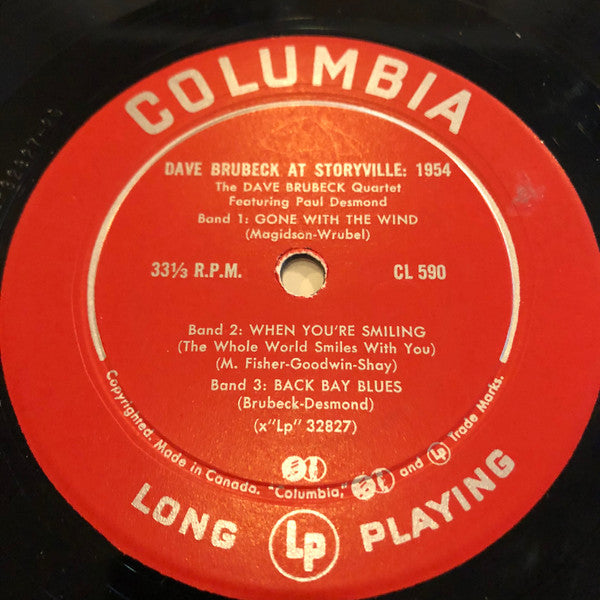 COLUMBIA
DAVE BRUBECK AT STORYVILLE: 1954
The DAVE BRUBECK Quartet
Featuring Paul Desmond
Band 1: GONE WITH THE WIND
(Magidson-Wrubel)
33⅓ R.P.M.
CL 590
Band 2: WHEN YOU'RE SMILING
(The Whole World Smiles With You)
(M. Fisher-Goodwin-Shay)
Band 3: BACK BAY BLUES
(Brubeck-Desmond)
(x"Lp" 32827)
Copyrighted. Made in Canada. "Columbia," and Lp Trade Marks.
LONG Lp PLAYING